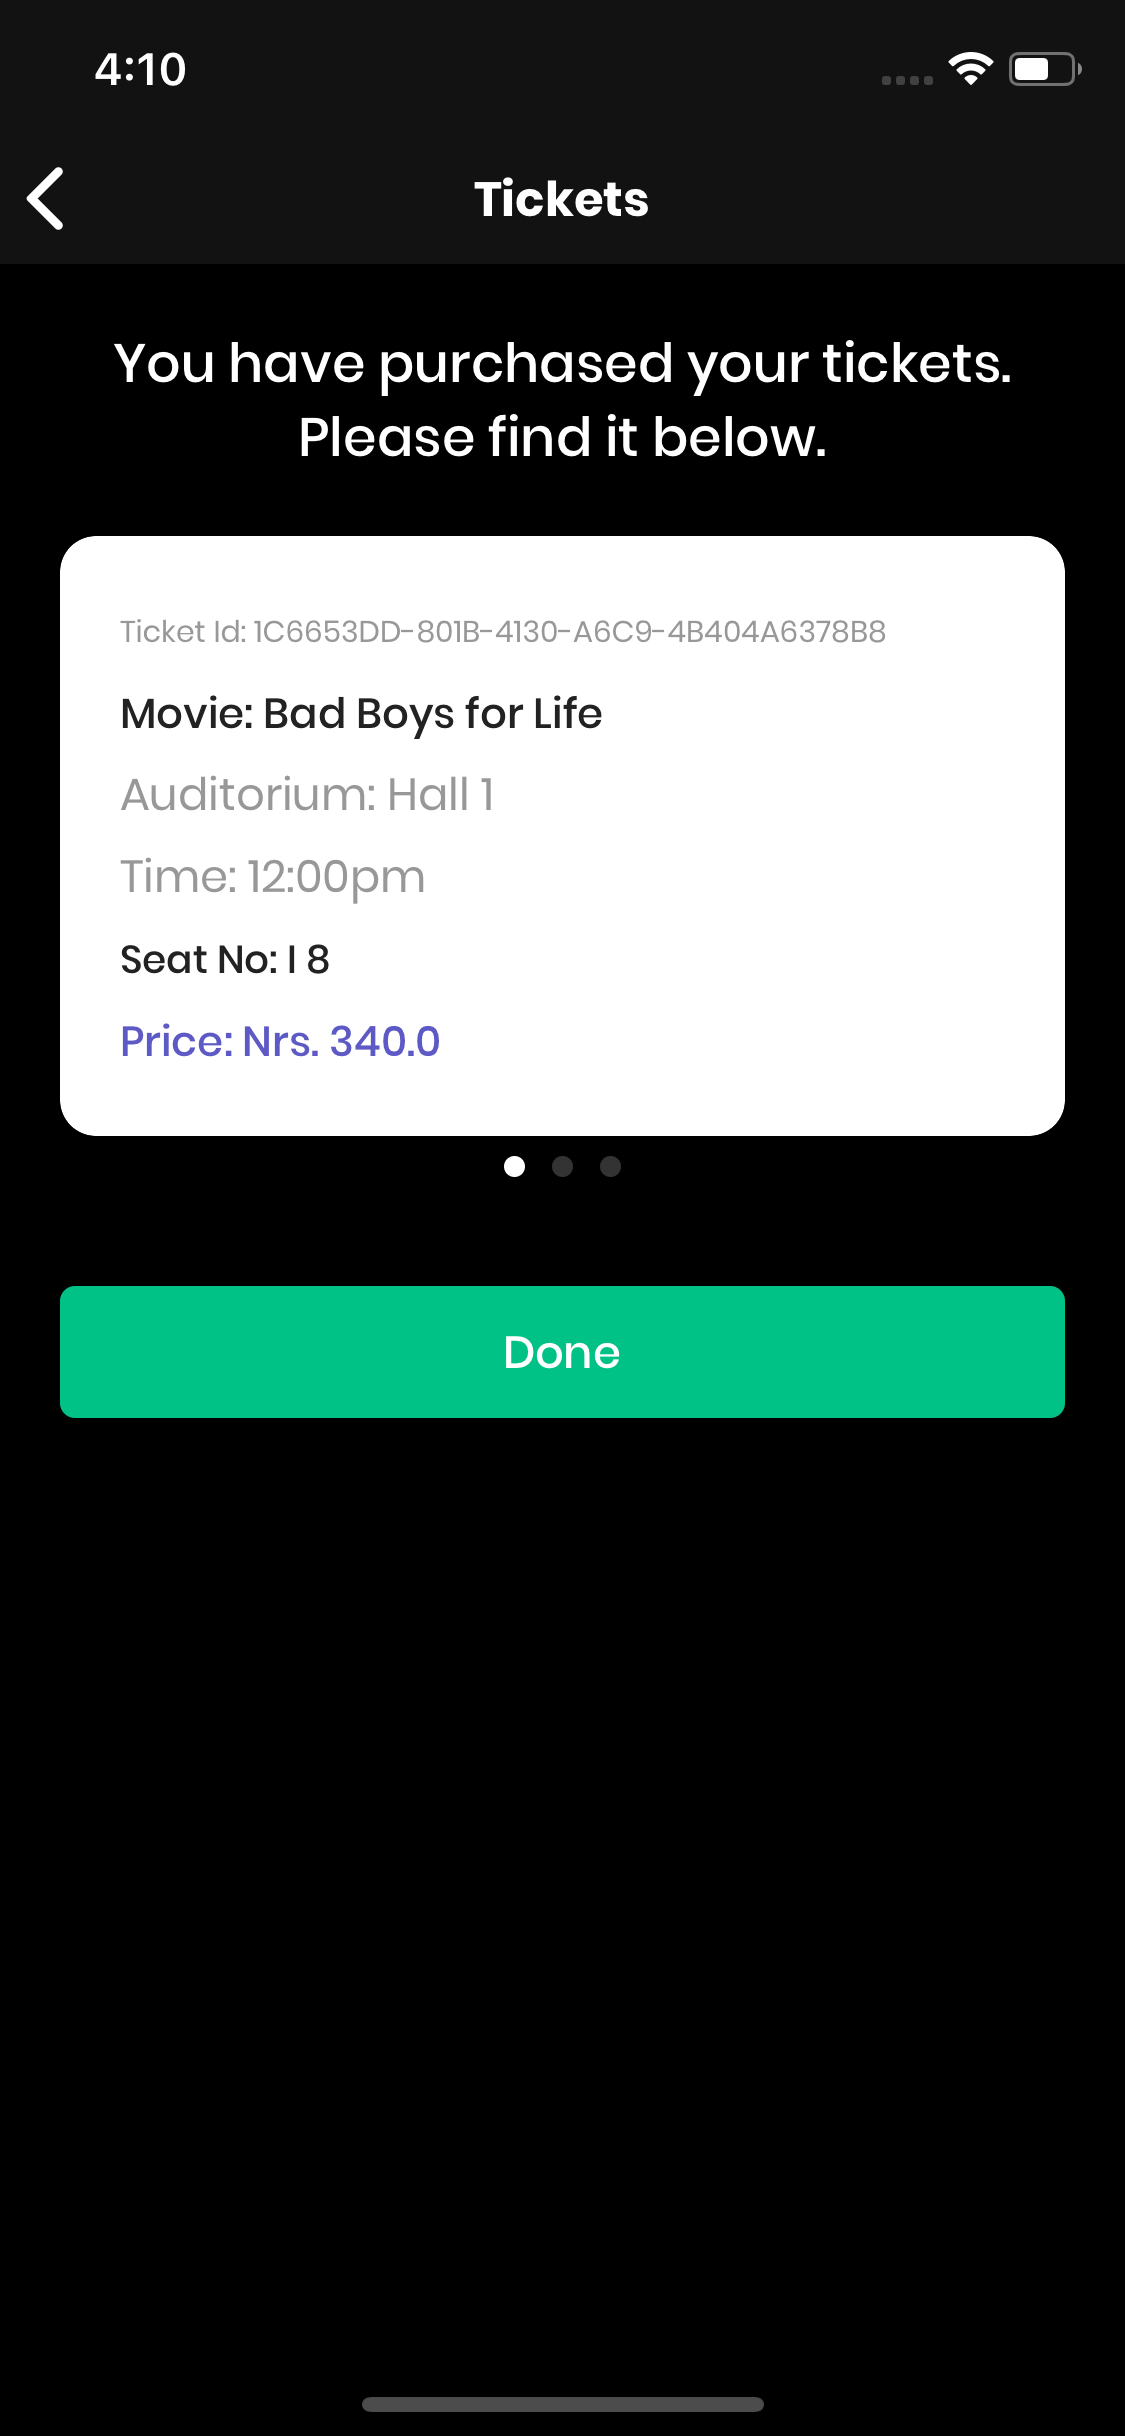 4:10
Tickets
You have purchased your tickets.
Please find it below.
Ticket Id: 1C6653DD-801B-4130-A6C9-4B404A6378B8
Movie: Bad Boys for Life
Auditorium: Hall 1
Time: 12:00pm
Seat No: I 8
Price: Nrs. 340.0
Done